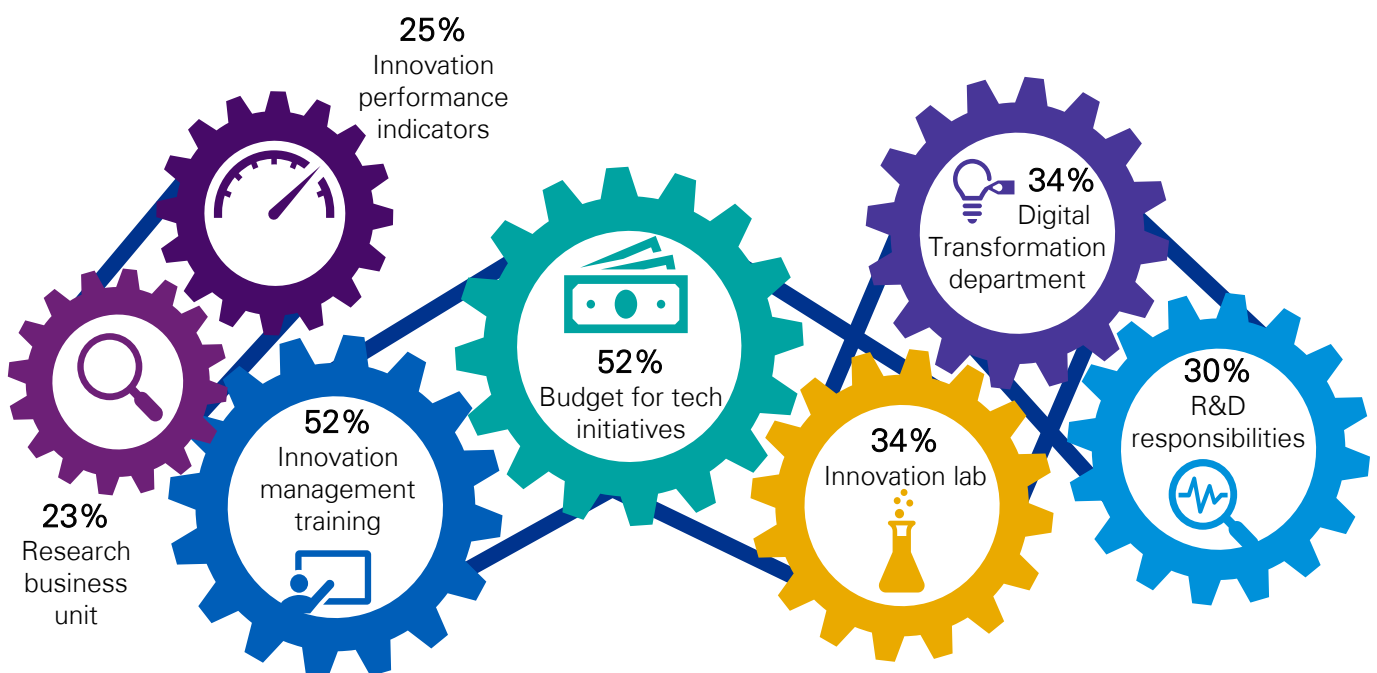 25%
Innovation
performance
indicators
23%
Research
business
unit
52%
Innovation
management
training
52%
Budget for tech
initiatives
34%
Innovation lab
34%
Digital
Transformation
department
30%
R&D
responsibilities